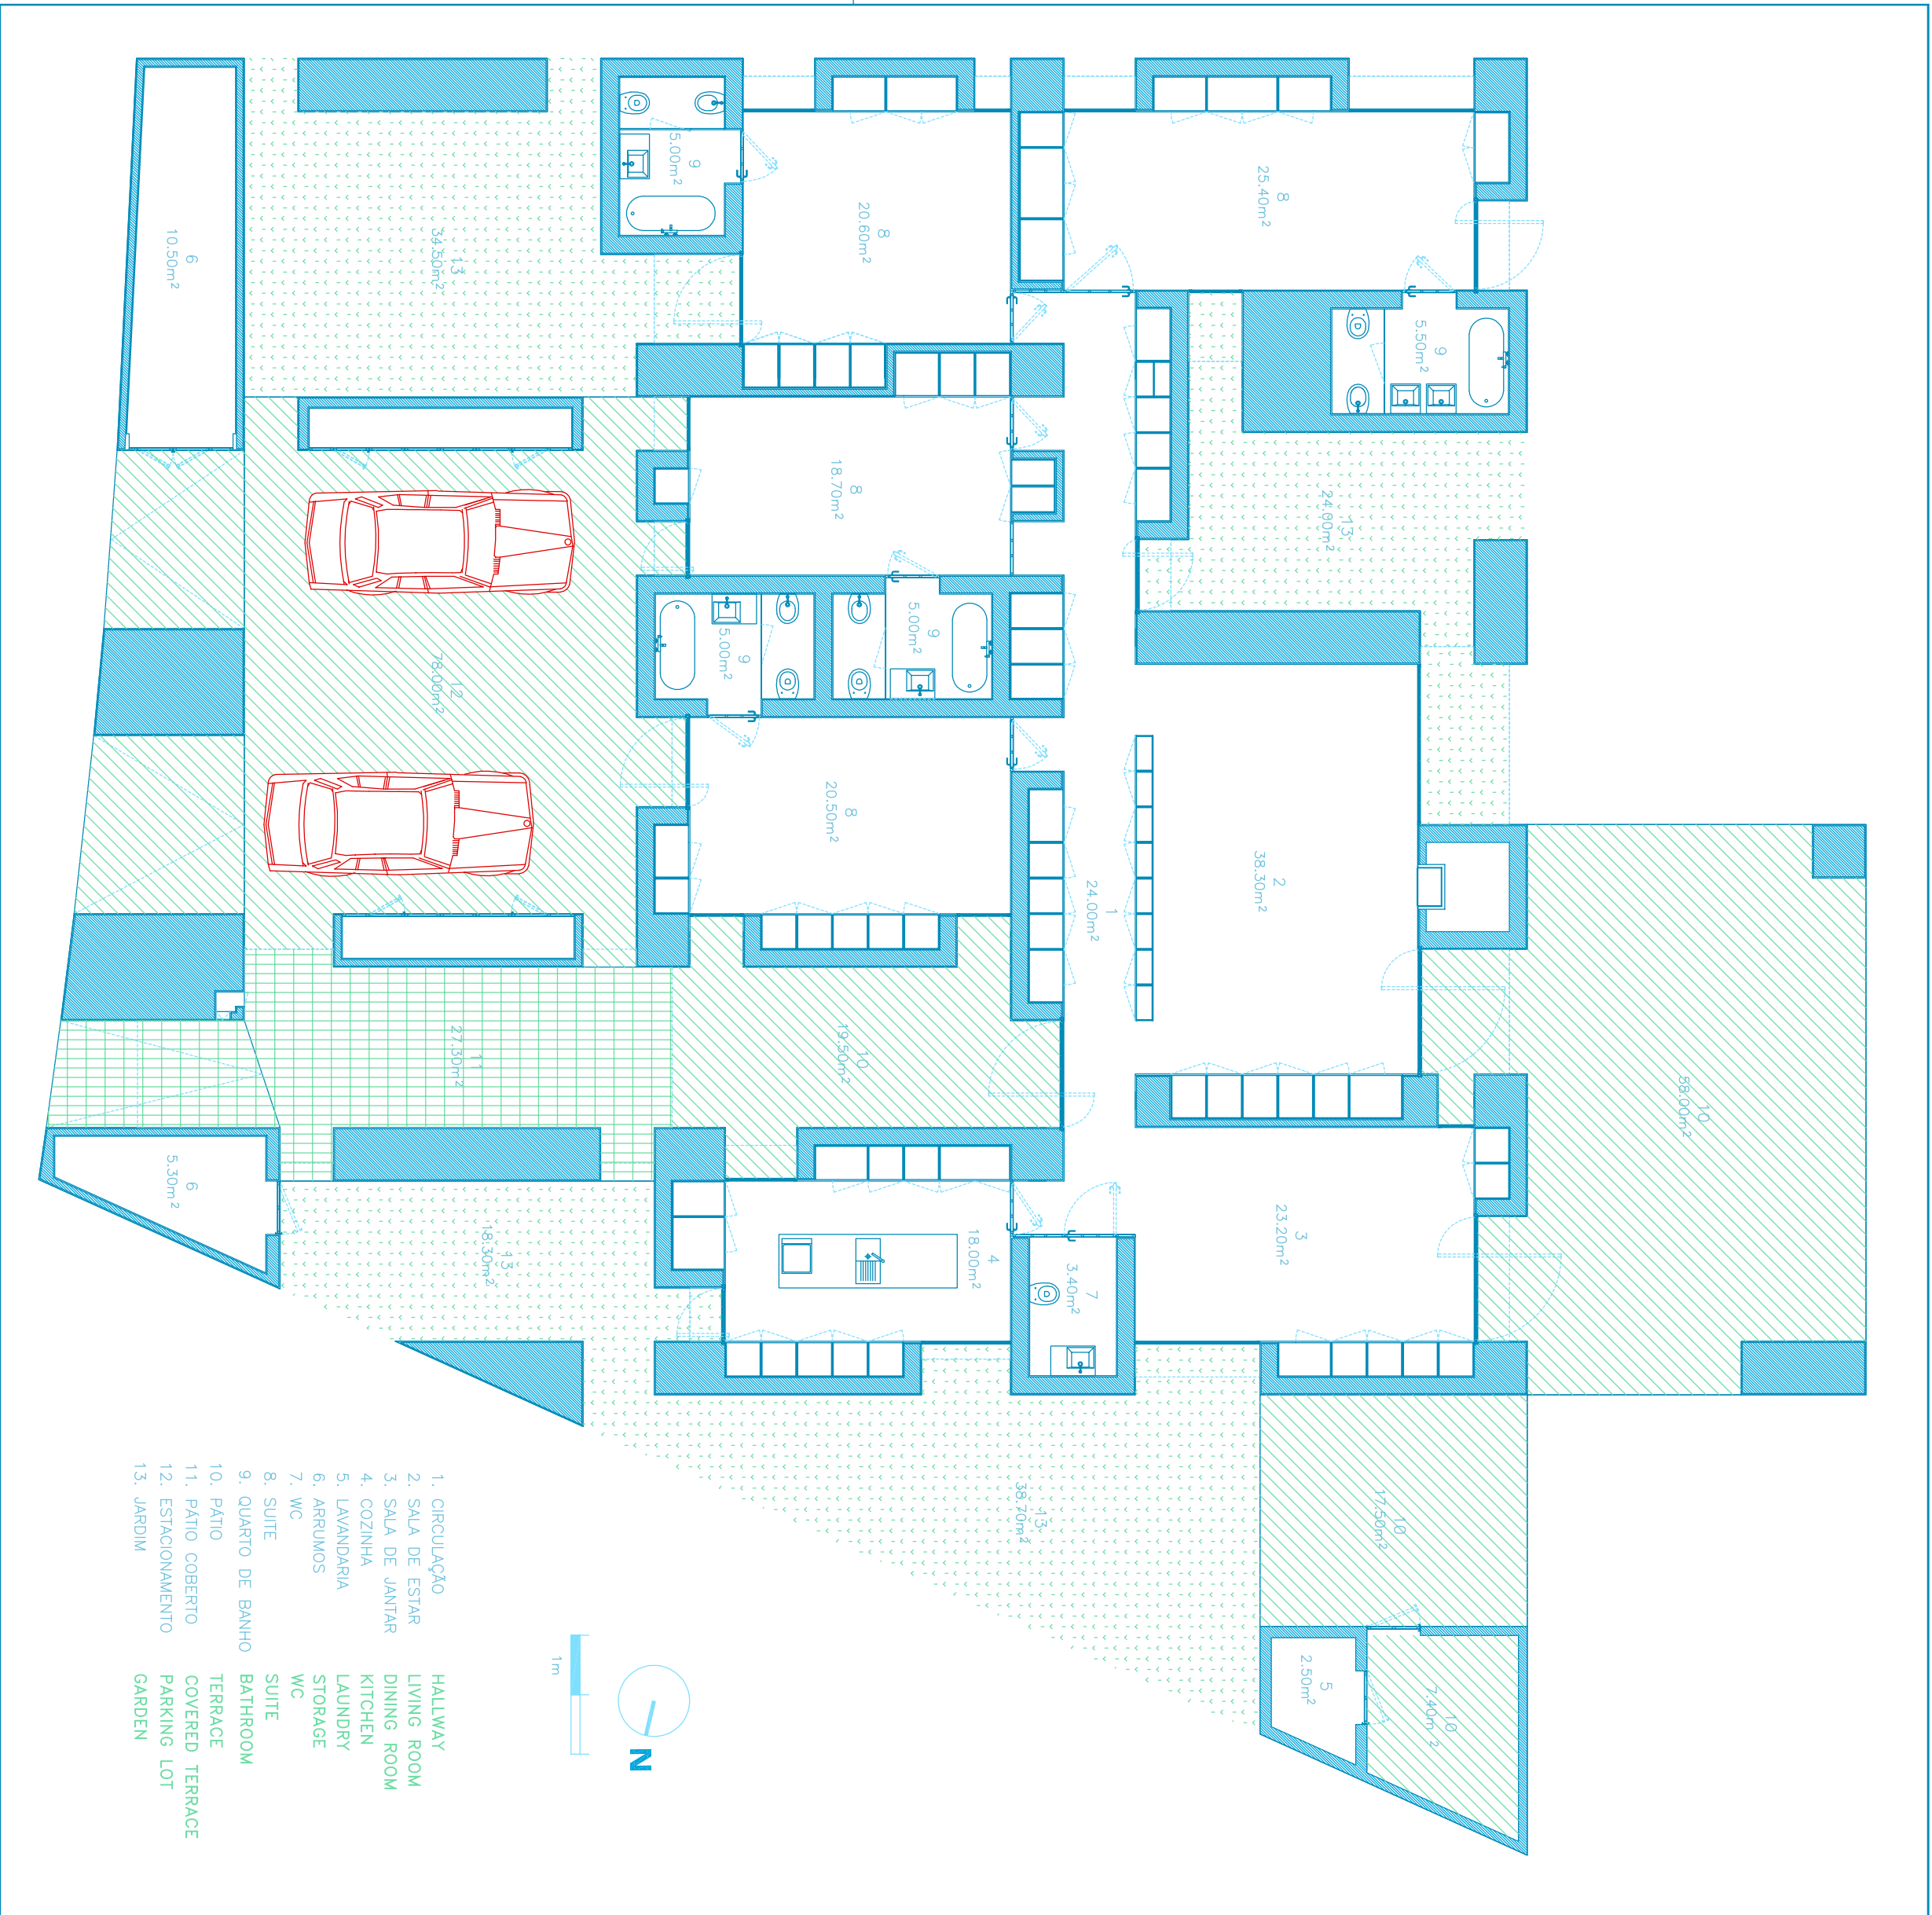 6
10.50m²
13
34.50m²
9
5.00m²
8
20.60m²
8
25.40m²
9
5.50m²
13
24.00m²
8
18.70m²
9
5.00m²
9
5.00m²
12
78.00m²
8
20.50m²
1
24.00m²
2
38.30m²
10
58.00m²
10
19.50m²
11
27.30m²
6
5.30m²
13
18.30m²
4
18.00m²
7
3.40m²
3
23.20m²
13
38.70m²
10
17.50m²
5
2.50m²
10
7.40m²
1. CIRCULAÇÃO HALLWAY
2. SALA DE ESTAR LIVING ROOM
3. SALA DE JANTAR DINING ROOM
4. COZINHA KITCHEN
5. LAVANDARIA LAUNDRY
6. ARRUMOS STORAGE
7. WC WC
8. SUITE SUITE
9. QUARTO DE BANHO BATHROOM
10. PÁTIO TERRACE
11. PÁTIO COBERTO COVERED TERRACE
12. ESTACIONAMENTO PARKING LOT
13. JARDIM GARDEN
1m
N